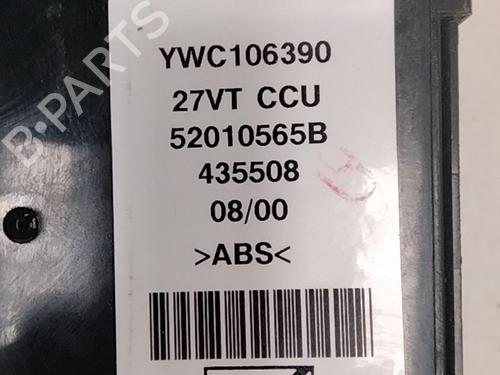 YWC106390
27VT CCU
52010565B
435508
08/00
>ABS<
B-PARTS